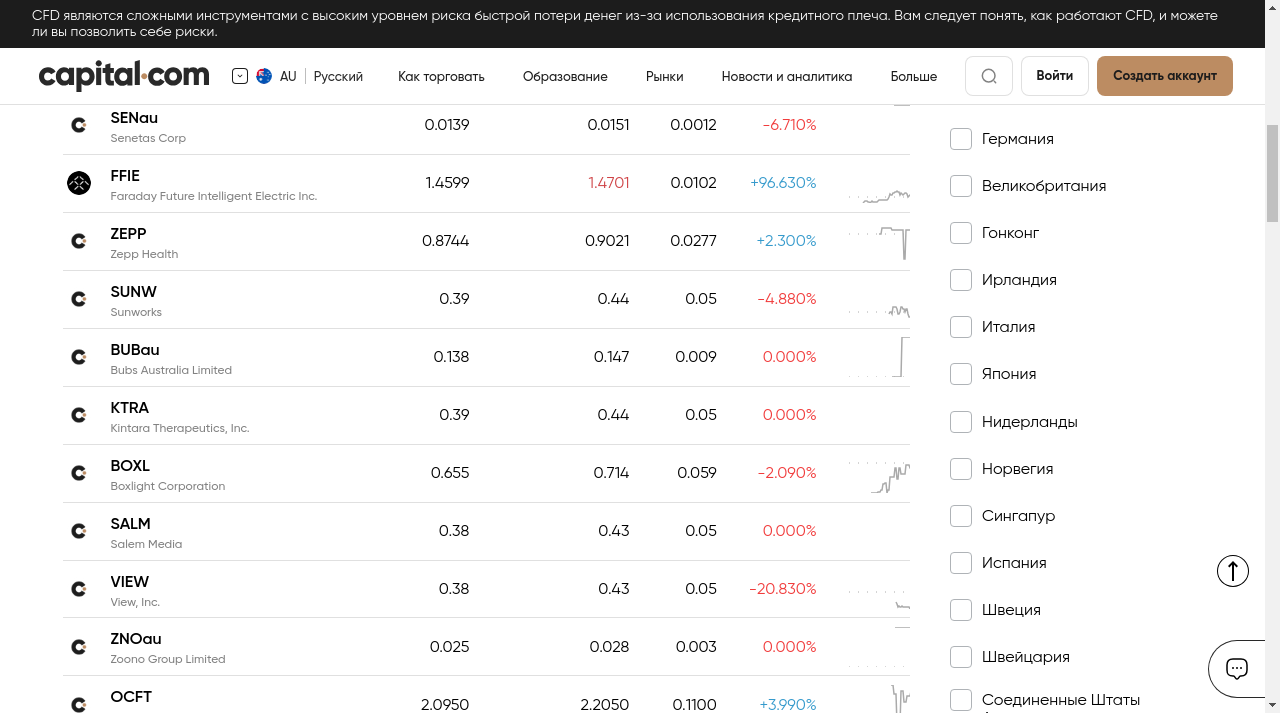 CFD являются сложными инструментами с высоким уровнем риска быстрой потери денег из-за использования кредитного плеча. Вам следует понять, как работают CFD, и можете
ли вы позволить себе риски.
capital.com AU Русский Как торговать Образование Рынки Новости и аналитика Больше Войти Создать аккаунт
SENau 0.0139 0.0151 0.0012 -6.710%
Senetas Corp
FFIE 1.4599 1.4701 0.0102 +96.630%
Faraday Future Intelligent Electric Inc.
ZEPP 0.8744 0.9021 0.0277 +2.300%
Zepp Health
SUNW 0.39 0.44 0.05 -4.880%
Sunworks
BUBau 0.138 0.147 0.009 0.000%
Bubs Australia Limited
KTRA 0.39 0.44 0.05 0.000%
Kintara Therapeutics, Inc.
BOXL 0.655 0.714 0.059 -2.090%
Boxlight Corporation
SALM 0.38 0.43 0.05 0.000%
Salem Media
VIEW 0.38 0.43 0.05 -20.830%
View, Inc.
ZNOau 0.025 0.028 0.003 0.000%
Zoono Group Limited
OCFT 2.0950 2.2050 0.1100 +3.990%
Германия
Великобритания
Гонконг
Ирландия
Италия
Япония
Нидерланды
Норвегия
Сингапур
Испания
Швеция
Швейцария
Соединенные Штаты